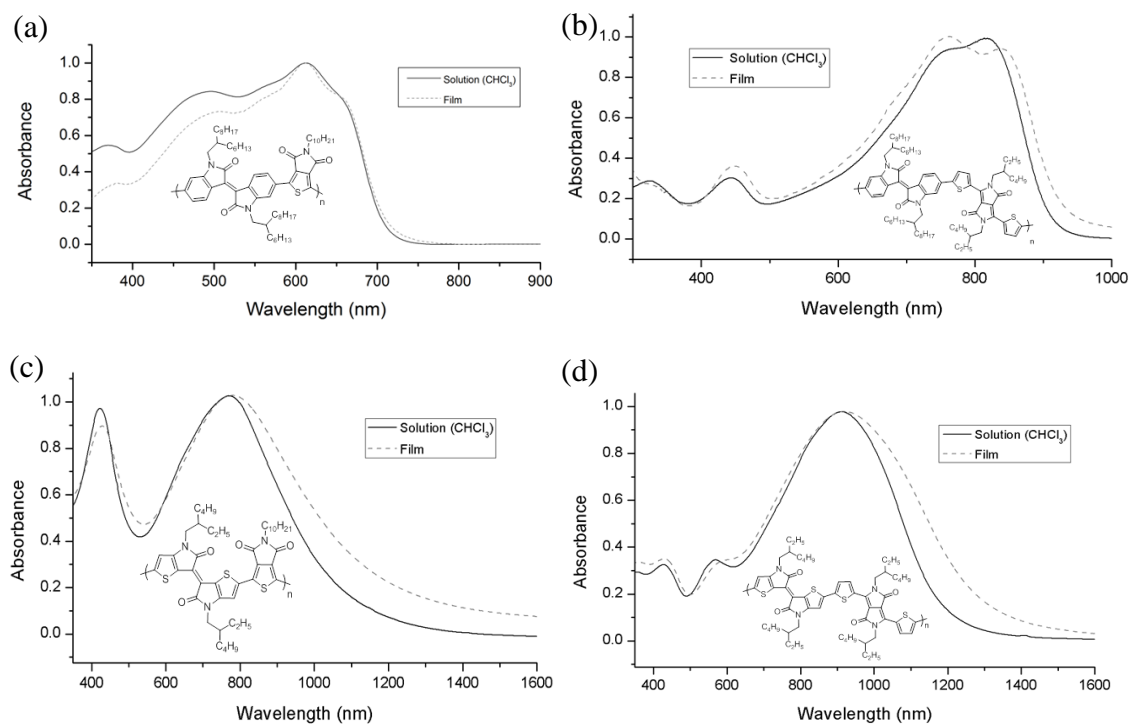 (a)
Absorbance
1.0
0.8
0.6
0.4
0.2
0.0
Solution (CHCl₃)
Film
C₈H₁₇
C₆H₁₃
N
O
C₁₀H₂₁
N
O
O
S
n
O
N
C₈H₁₇
C₆H₁₃
400 500 600 700 800 900
Wavelength (nm)
(b)
Absorbance
1.0
0.8
0.6
0.4
0.2
0.0
Solution (CHCl₃)
Film
C₈H₁₇
C₆H₁₃
N
O
S
C₂H₅
C₄H₉
N
O
O
N
C₆H₁₃
C₈H₁₇
O
N
S
n
C₄H₉
C₂H₅
400 600 800 1000
Wavelength (nm)
(c)
Absorbance
1.0
0.8
0.6
0.4
0.2
0.0
Solution (CHCl₃)
Film
C₄H₉
C₂H₅
N
O
C₁₀H₂₁
N
O
O
S
S
S
n
O
N
C₂H₅
C₄H₉
400 600 800 1000 1200 1400 1600
Wavelength (nm)
(d)
Absorbance
1.0
0.8
0.6
0.4
0.2
0.0
Solution (CHCl₃)
Film
C₂H₅
C₄H₉
N
O
S
S
S
C₂H₅
C₄H₉
N
O
O
N
C₄H₉
C₂H₅
O
N
S
n
C₄H₉
C₂H₅
400 600 800 1000 1200 1400 1600
Wavelength (nm)